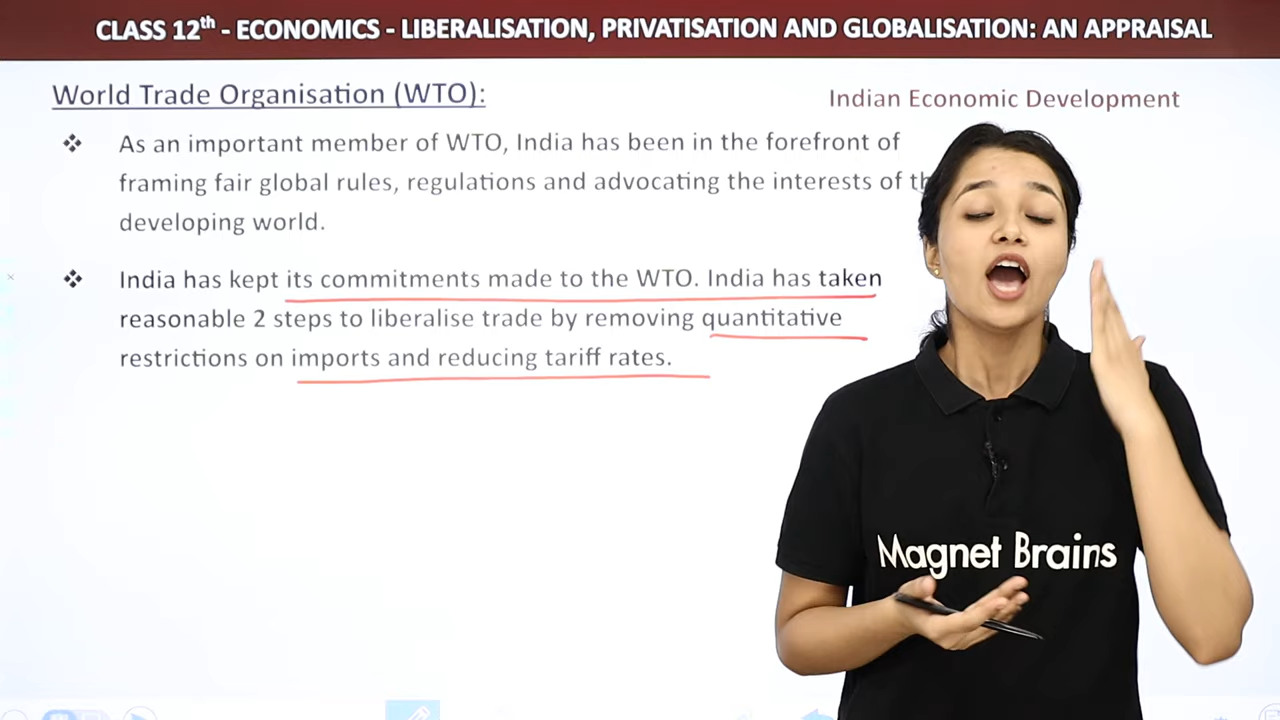 CLASS 12th - ECONOMICS - LIBERALISATION, PRIVATISATION AND GLOBALISATION: AN APPRAISAL
World Trade Organisation (WTO):
Indian Economic Development
As an important member of WTO, India has been in the forefront of
framing fair global rules, regulations and advocating the interests of
developing world.
India has kept its commitments made to the WTO. India has taken
reasonable 2 steps to liberalise trade by removing quantitative
restrictions on imports and reducing tariff rates.
Magnet Brains